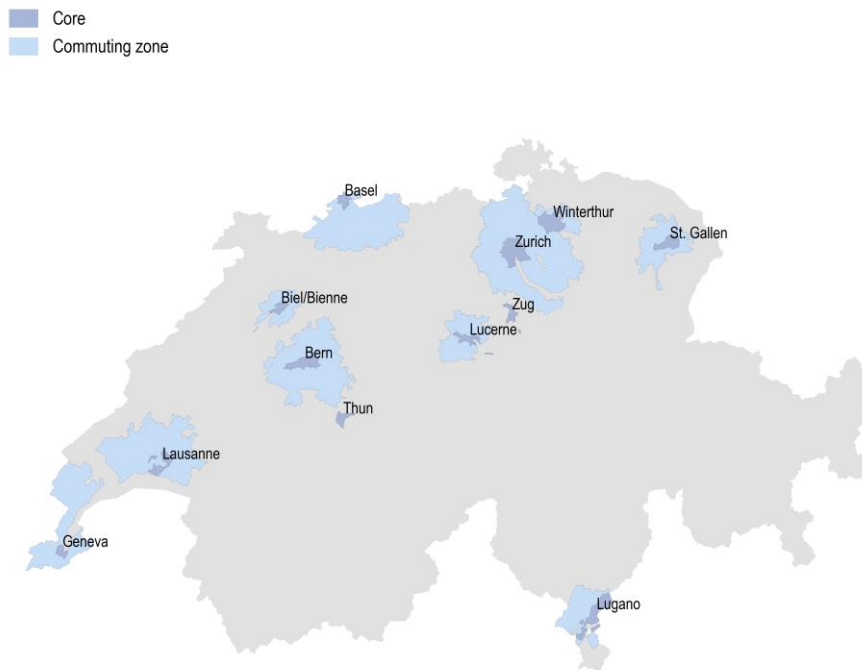 Core
Commuting zone
Basel
Winterthur
St. Gallen
Zurich
Biel/Bienne
Zug
Lucerne
Bern
Thun
Lausanne
Geneva
Lugano